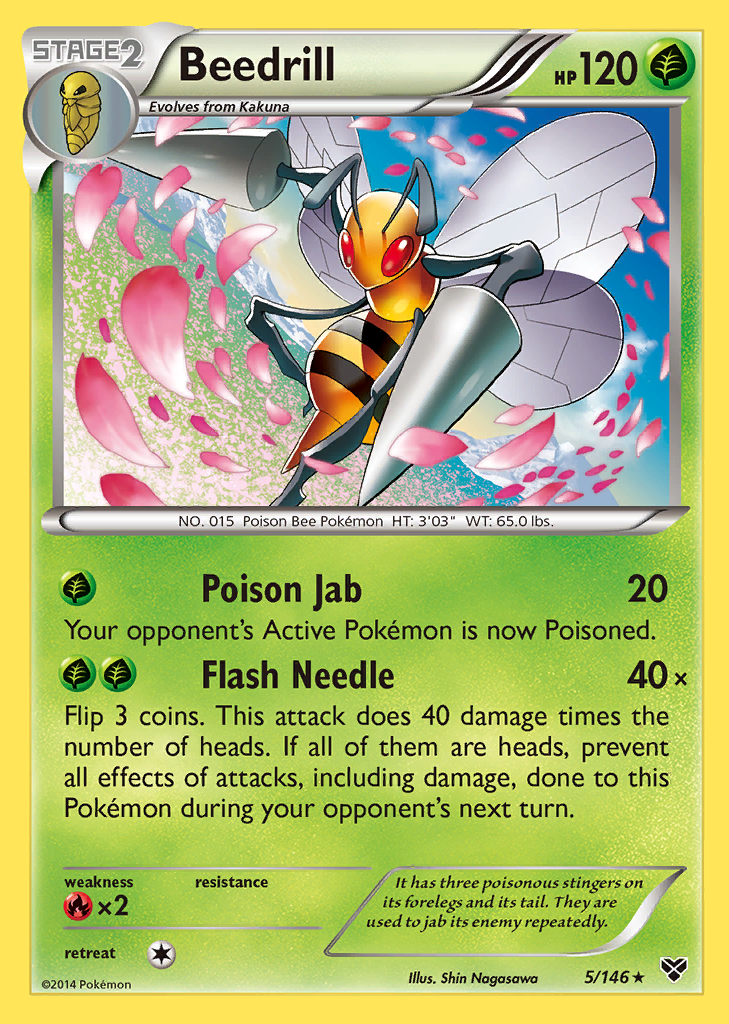 STAGE2
Beedrill
HP120
Evolves from Kakuna
NO. 015 Poison Bee Pokémon HT: 3'03" WT: 65.0 lbs.
Poison Jab 20
Your opponent's Active Pokémon is now Poisoned.
Flash Needle 40×
Flip 3 coins. This attack does 40 damage times the
number of heads. If all of them are heads, prevent
all effects of attacks, including damage, done to this
Pokémon during your opponent's next turn.
weakness resistance
×2
It has three poisonous stingers on
its forelegs and its tail. They are
used to jab its enemy repeatedly.
retreat
©2014 Pokémon
Illus. Shin Nagasawa
5/146★